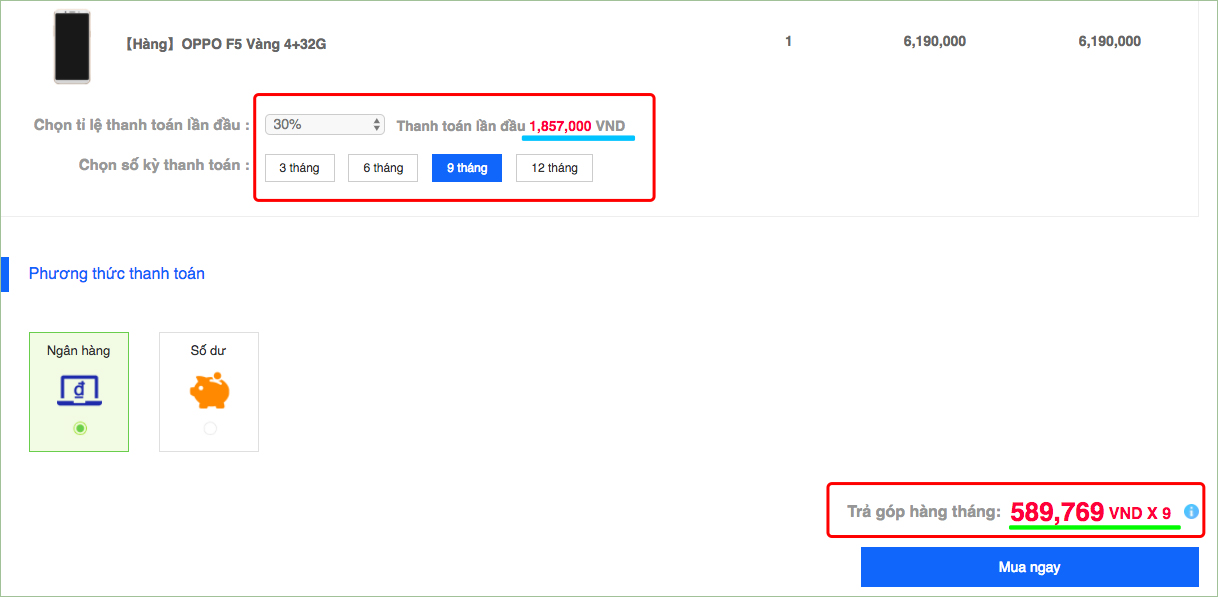 【Hàng】OPPO F5 Vàng 4+32G 1 6,190,000 6,190,000
Chọn tỉ lệ thanh toán lần đầu : 30% Thanh toán lần đầu 1,857,000 VND
Chọn số kỳ thanh toán : 3 tháng 6 tháng 9 tháng 12 tháng
Phương thức thanh toán
Ngân hàng Số dư
đ
Trả góp hàng tháng: 589,769 VND X 9 i
Mua ngay